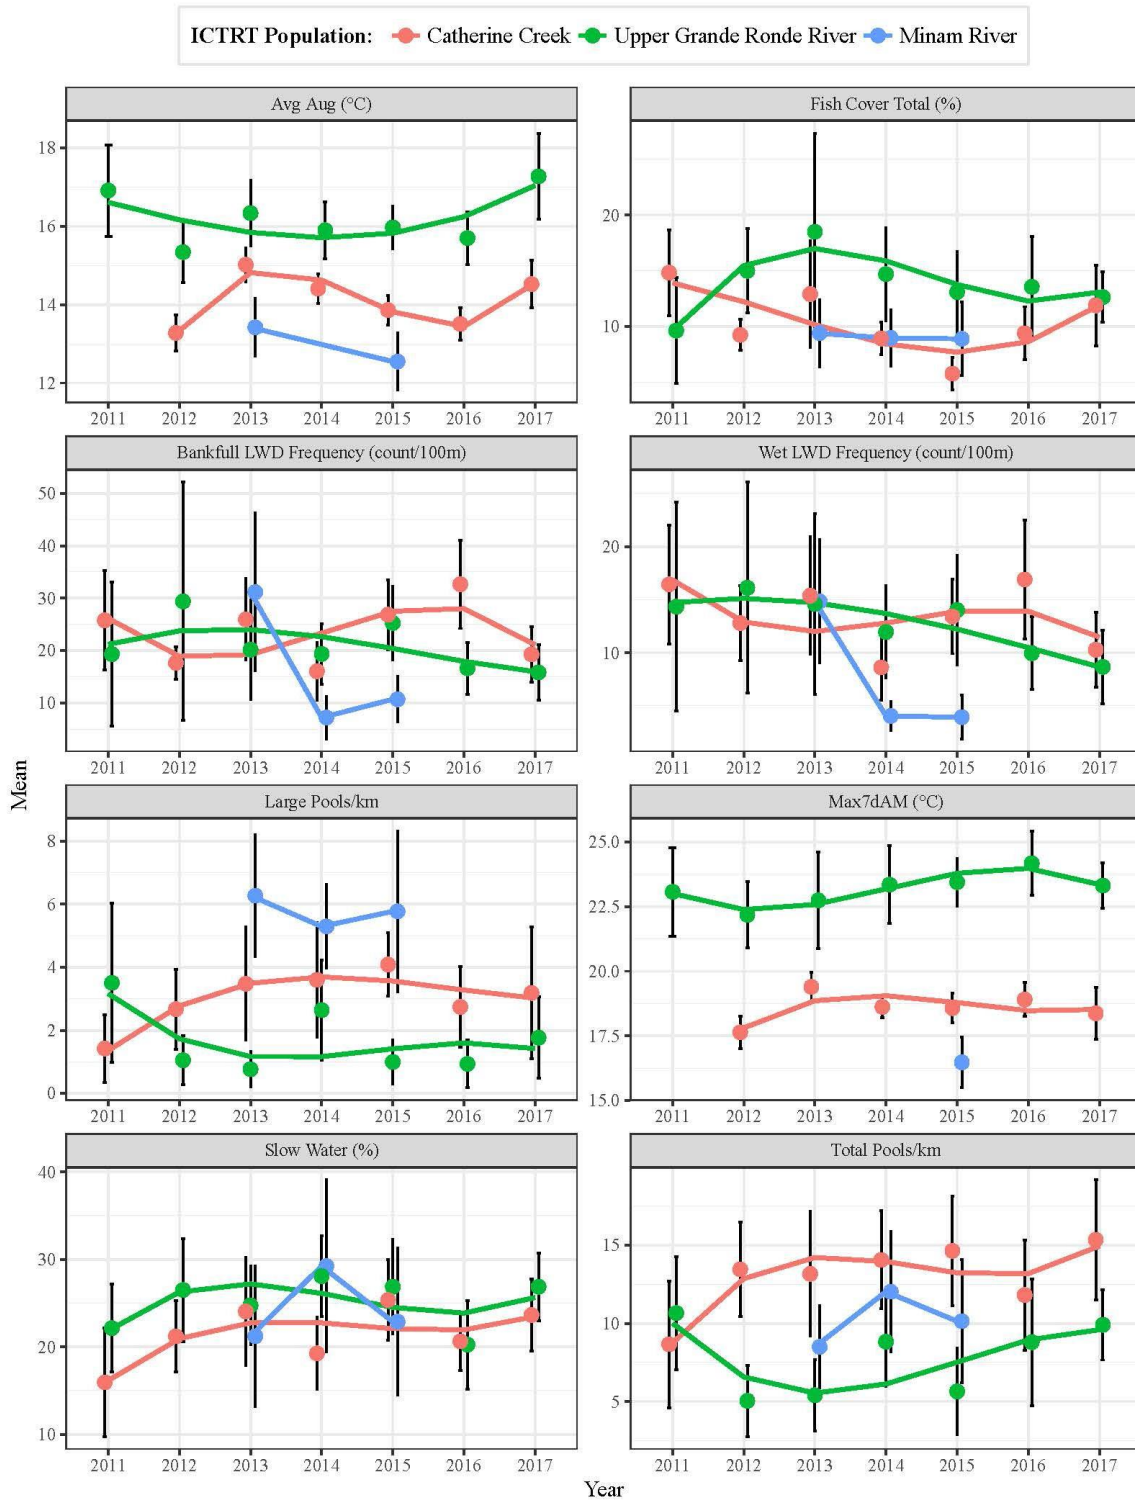 ICTRT Population: Catherine Creek Upper Grande Ronde River Minam River
Avg Aug (°C)
18
16
14
12
2011 2012 2013 2014 2015 2016 2017
Fish Cover Total (%)
20
10
2011 2012 2013 2014 2015 2016 2017
Bankfull LWD Frequency (count/100m)
50
40
30
20
10
2011 2012 2013 2014 2015 2016 2017
Wet LWD Frequency (count/100m)
20
10
2011 2012 2013 2014 2015 2016 2017
Mean
Large Pools/km
8
6
4
2
0
2011 2012 2013 2014 2015 2016 2017
Max7dAM (°C)
25.0
22.5
20.0
17.5
15.0
2011 2012 2013 2014 2015 2016 2017
Slow Water (%)
40
30
20
10
2011 2012 2013 2014 2015 2016 2017
Total Pools/km
15
10
5
2011 2012 2013 2014 2015 2016 2017
Year